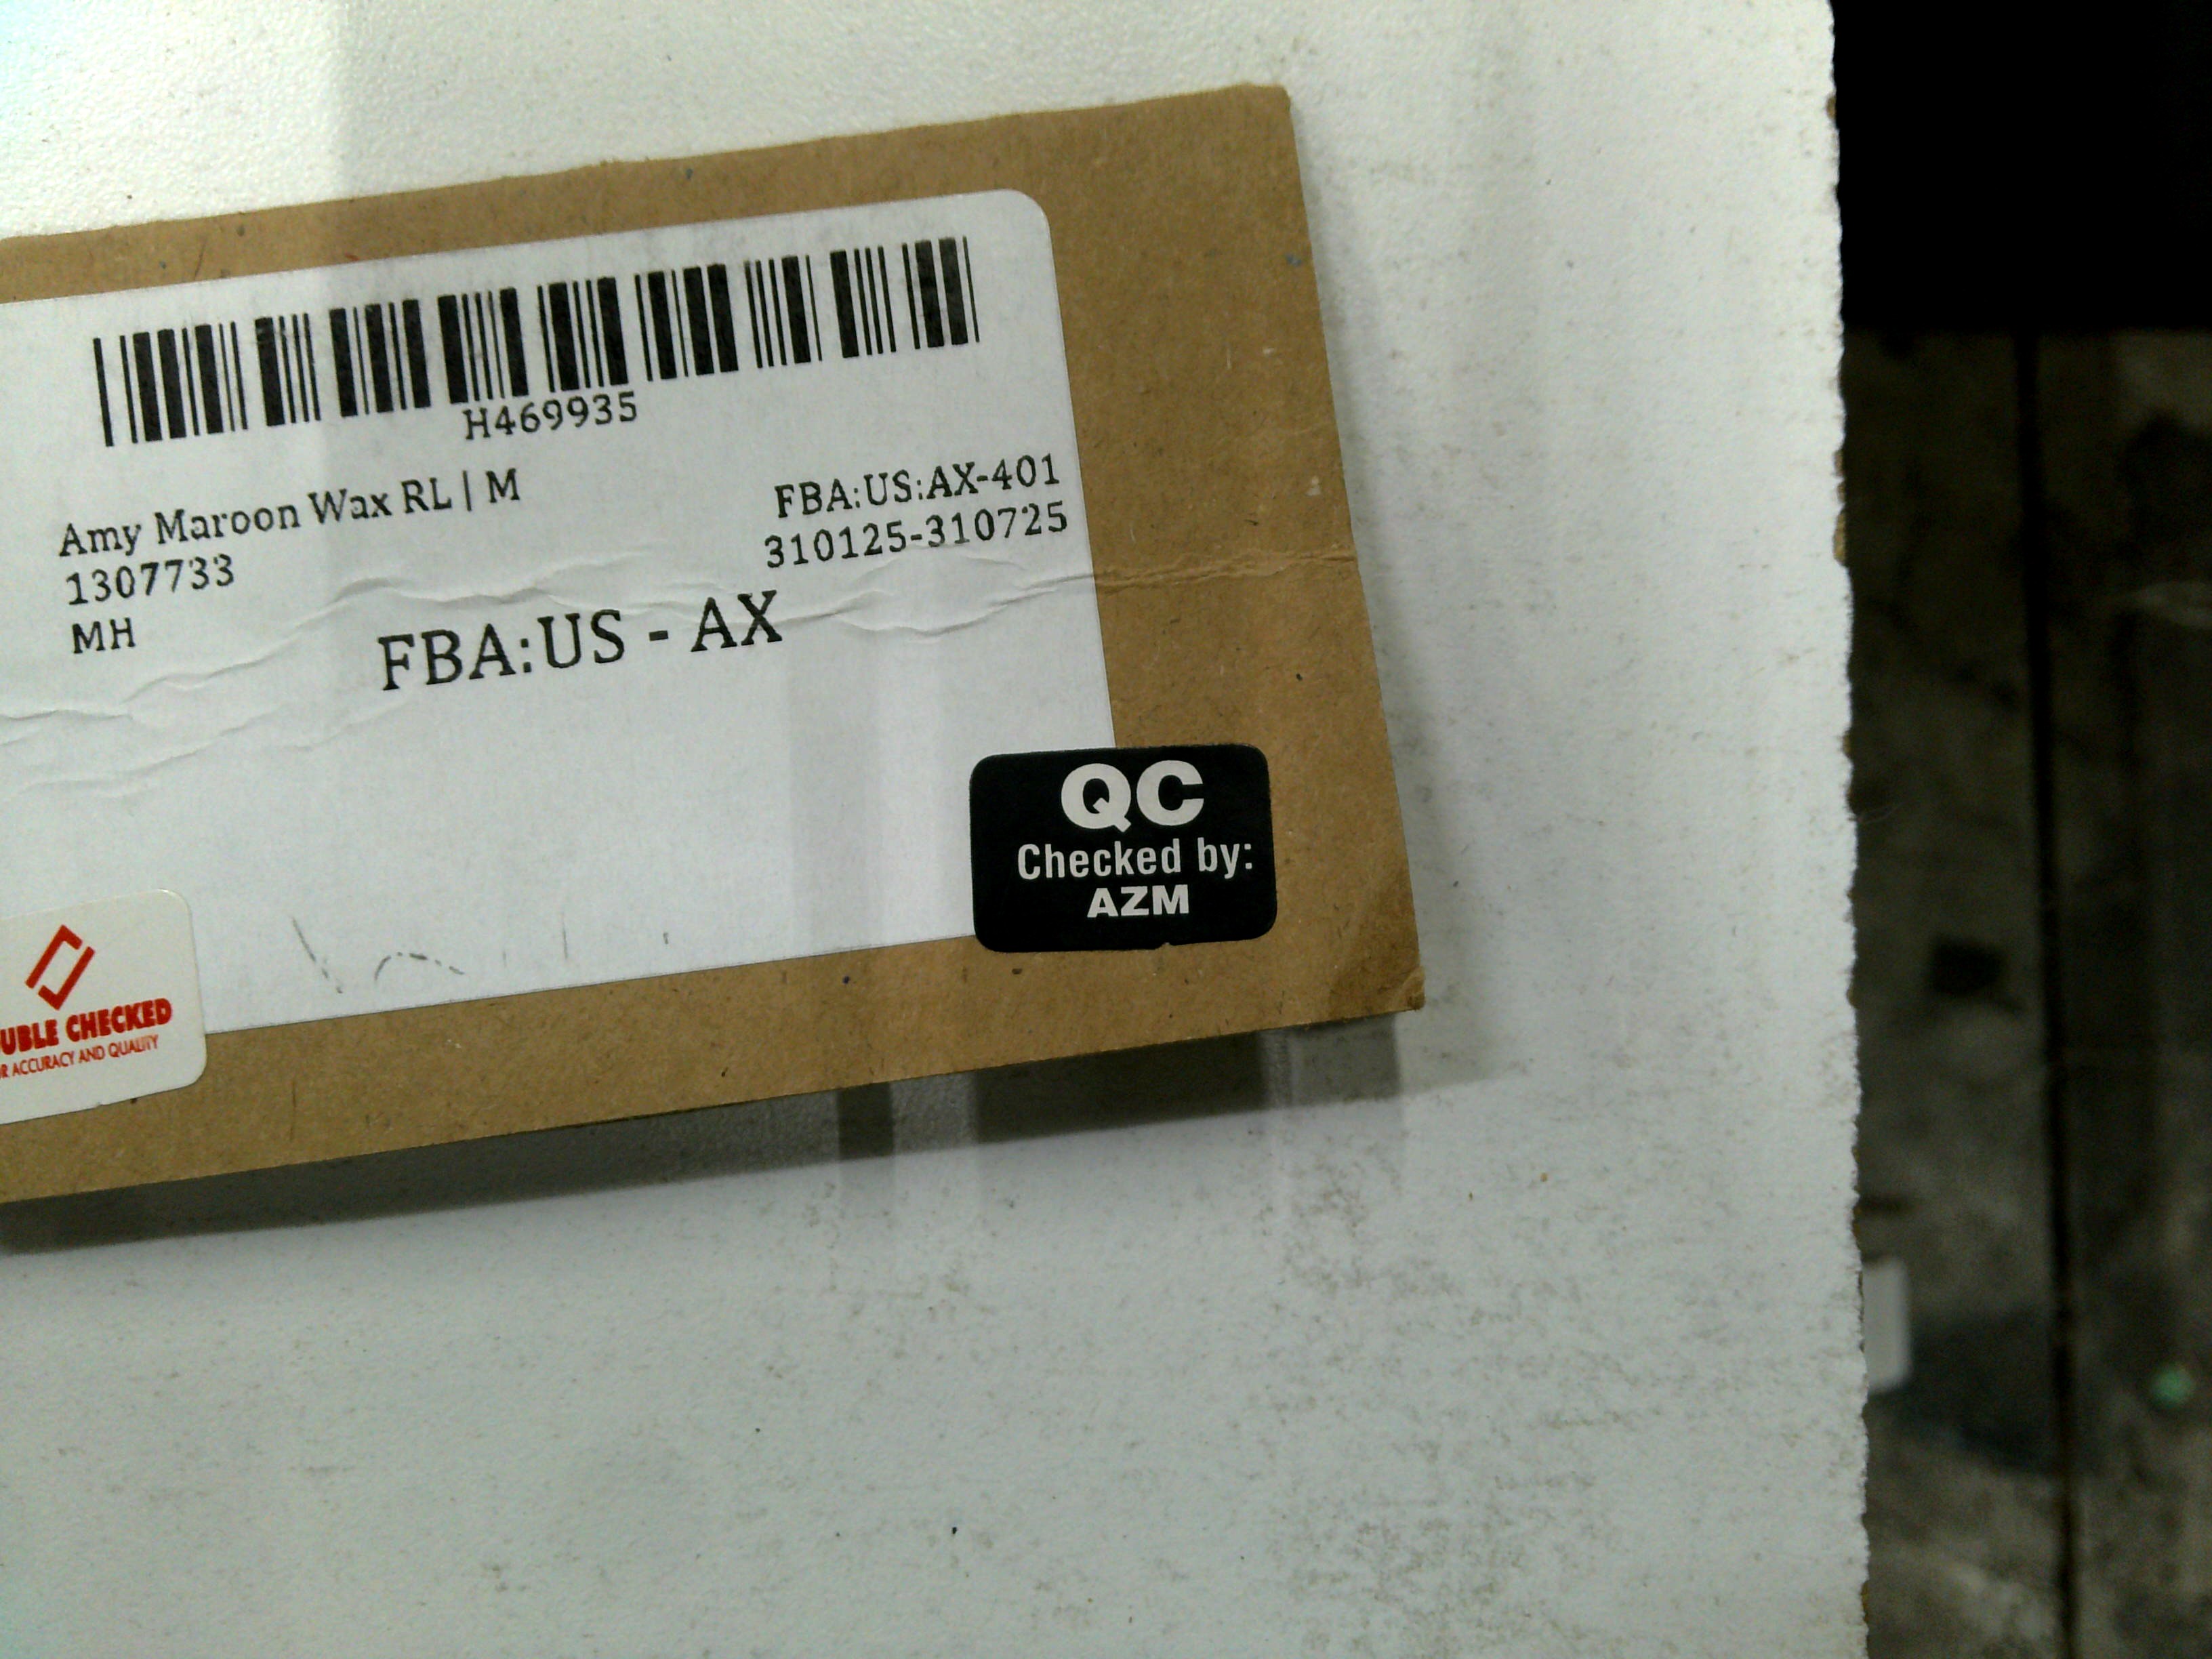 H469935
Amy Maroon Wax RL | M
FBA:US:AX-401
1307733
310125-310725
MH
FBA:US - AX
QC
Checked by:
AZM
UBLE CHECKED
R ACCURACY AND QUALITY